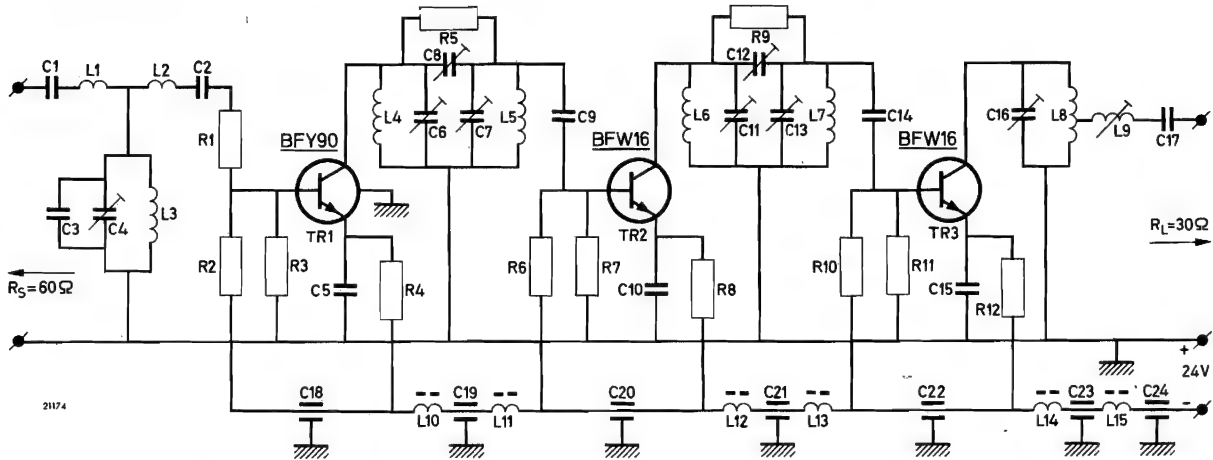 R5
R9
C1
L1
L2
C2
C8
C12
R1
L4
C6
C7
L5
C9
L6
C11
C13
L7
C14
C16
L8
L9
C17
BFY90
BFW16
BFW16
C3
C4
L3
TR1
TR2
TR3
RS=60Ω
RL=30Ω
R2
R3
C5
R4
R6
R7
C10
R8
R10
R11
C15
R12
+
24V
-
21174
C18
L10
C19
L11
C20
L12
C21
L13
C22
L14
C23
L15
C24